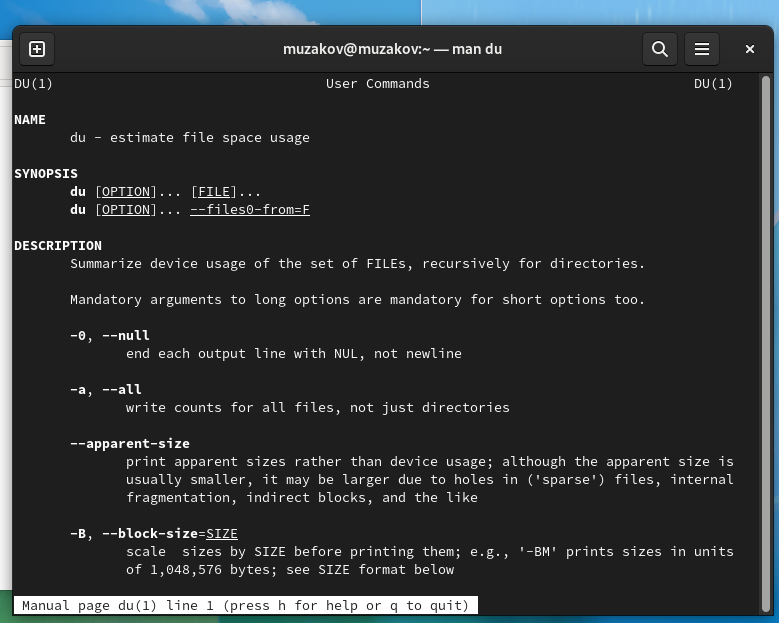 muzakov@muzakov:~ — man du
DU(1) User Commands DU(1)
NAME
du - estimate file space usage
SYNOPSIS
du [OPTION]... [FILE]...
du [OPTION]... --files0-from=F
DESCRIPTION
Summarize device usage of the set of FILEs, recursively for directories.
Mandatory arguments to long options are mandatory for short options too.
-0, --null
end each output line with NUL, not newline
-a, --all
write counts for all files, not just directories
--apparent-size
print apparent sizes rather than device usage; although the apparent size is
usually smaller, it may be larger due to holes in ('sparse') files, internal
fragmentation, indirect blocks, and the like
-B, --block-size=SIZE
scale  sizes by SIZE before printing them; e.g., '-BM' prints sizes in units
of 1,048,576 bytes; see SIZE format below
Manual page du(1) line 1 (press h for help or q to quit)